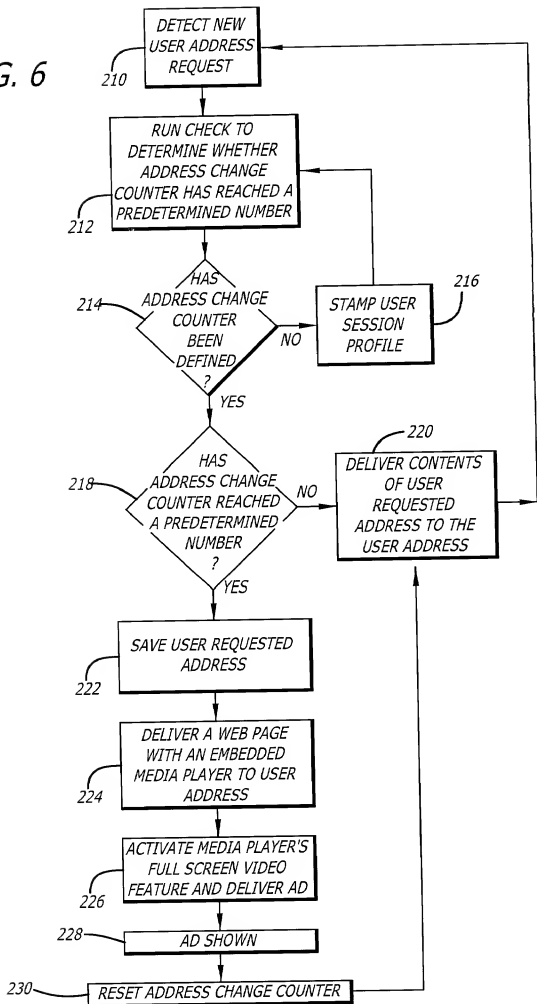 G. 6
DETECT NEW
USER ADDRESS
REQUEST
210
RUN CHECK TO
DETERMINE WHETHER
ADDRESS CHANGE
COUNTER HAS REACHED A
PREDETERMINED NUMBER
212
HAS
ADDRESS CHANGE
COUNTER
BEEN
DEFINED
?
214
NO
STAMP USER
SESSION
PROFILE
216
YES
HAS
ADDRESS CHANGE
COUNTER REACHED
A PREDETERMINED
NUMBER
?
218
NO
220
DELIVER CONTENTS
OF USER
REQUESTED
ADDRESS TO THE
USER ADDRESS
YES
SAVE USER REQUESTED
ADDRESS
222
DELIVER A WEB PAGE
WITH AN EMBEDDED
MEDIA PLAYER TO USER
ADDRESS
224
ACTIVATE MEDIA PLAYER'S
FULL SCREEN VIDEO
FEATURE AND DELIVER AD
226
228
AD SHOWN
230
RESET ADDRESS CHANGE COUNTER